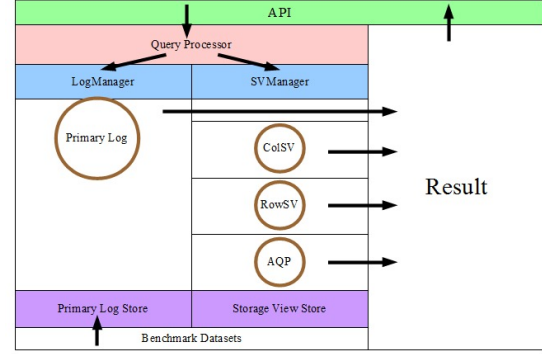 API
Query Processor
LogManager
SVManager
Primary Log
ColSV
RowSV
AQP
Result
Primary Log Store
Storage View Store
Benchmark Datasets